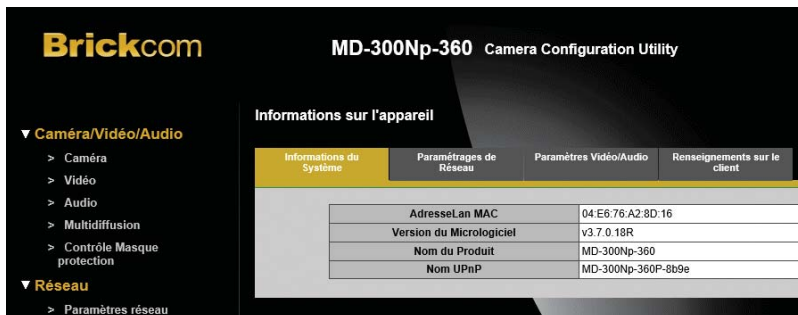 Brickcom
MD-300Np-360 Camera Configuration Utility
Informations sur l'appareil
▼ Caméra/Vidéo/Audio
> Caméra
> Vidéo
> Audio
> Multidiffusion
> Contrôle Masque
protection
▼ Réseau
> Paramètres réseau
Informations du
Système
Paramétrages de
Réseau
Paramètres Vidéo/Audio
Renseignements sur le
client
AdresseLan MAC 04:E6:76:A2:8D:16
Version du Micrologiciel v3.7.0.18R
Nom du Produit MD-300Np-360
Nom UPnP MD-300Np-360P-8b9e